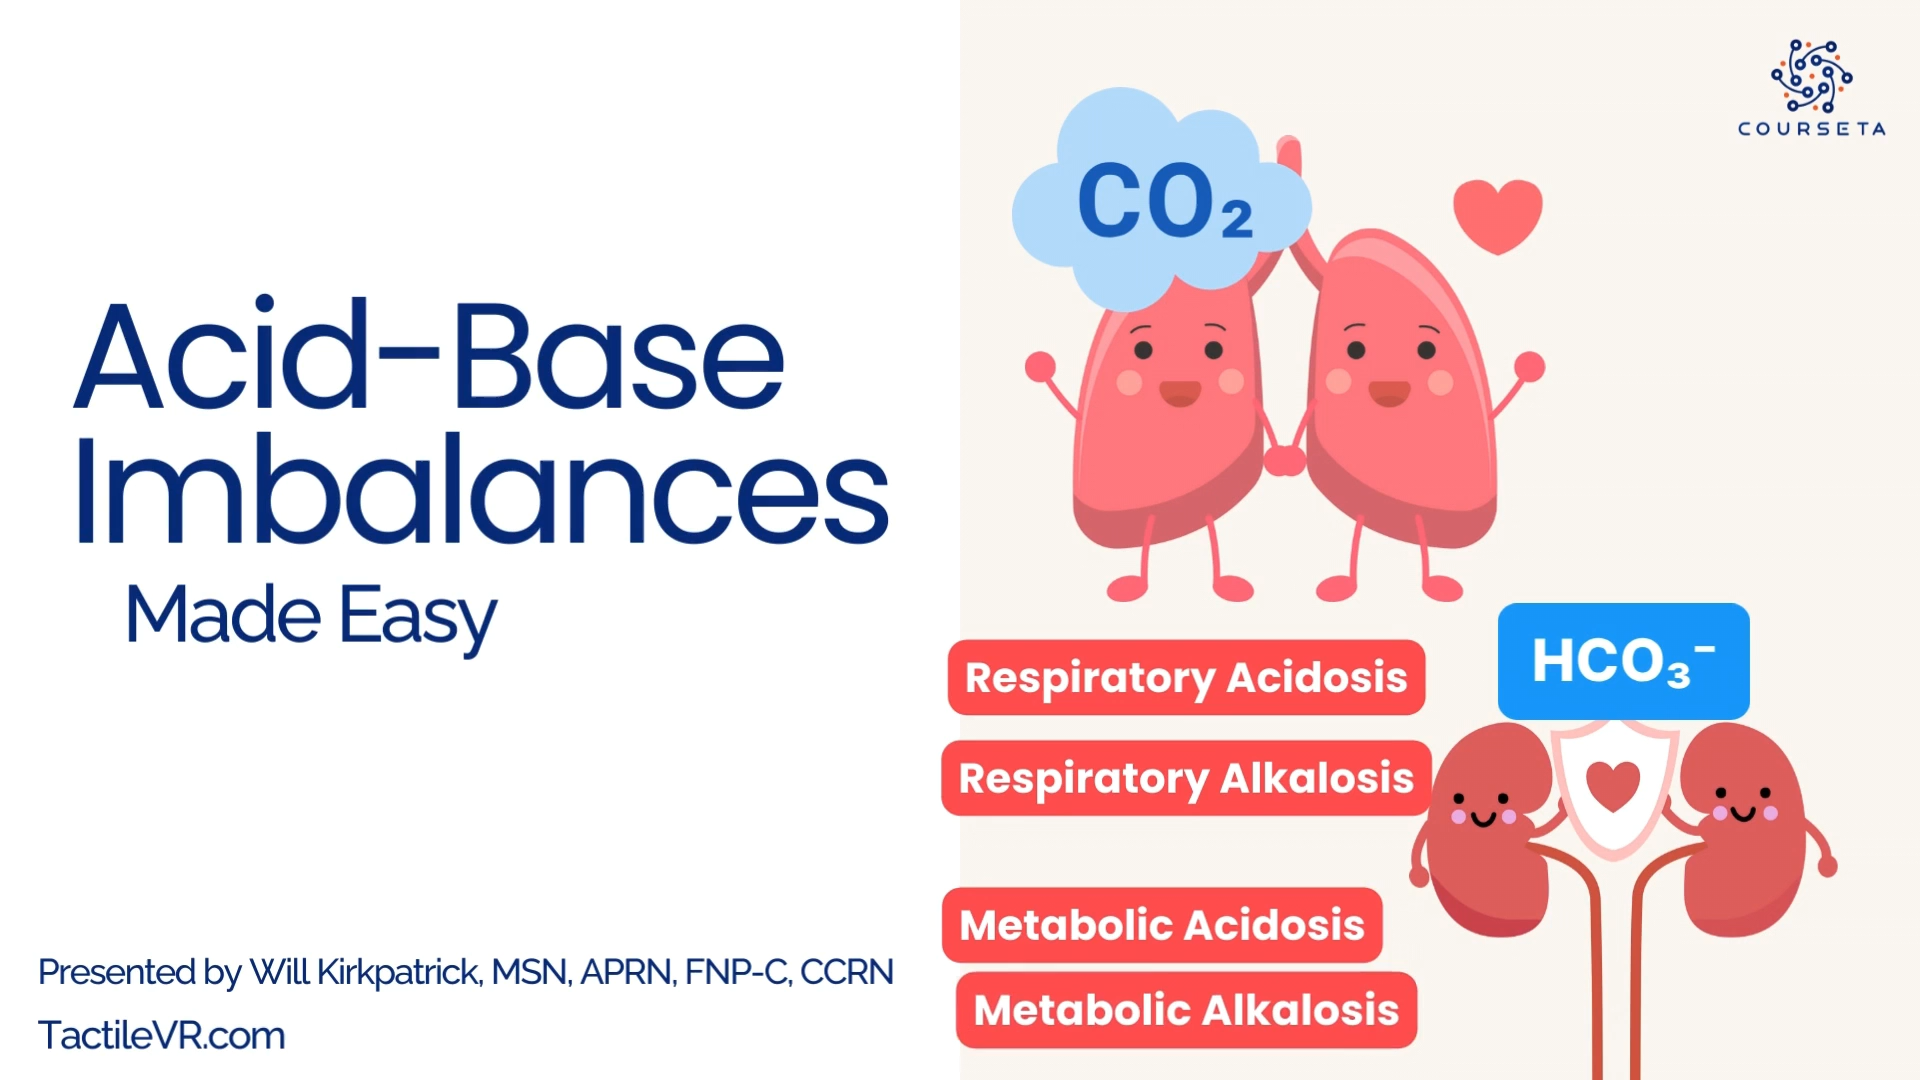 Acid-Base
Imbalances
Made Easy
Presented by Will Kirkpatrick, MSN, APRN, FNP-C, CCRN
TactileVR.com
COURSETA
CO₂
Respiratory Acidosis
Respiratory Alkalosis
HCO₃⁻
Metabolic Acidosis
Metabolic Alkalosis